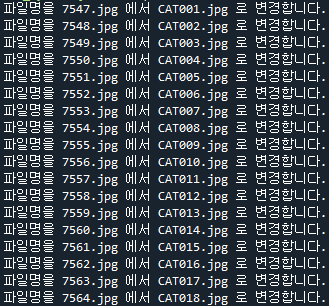 파일명을 7547.jpg 에서 CAT001.jpg 로 변경합니다.
파일명을 7548.jpg 에서 CAT002.jpg 로 변경합니다.
파일명을 7549.jpg 에서 CAT003.jpg 로 변경합니다.
파일명을 7550.jpg 에서 CAT004.jpg 로 변경합니다.
파일명을 7551.jpg 에서 CAT005.jpg 로 변경합니다.
파일명을 7552.jpg 에서 CAT006.jpg 로 변경합니다.
파일명을 7553.jpg 에서 CAT007.jpg 로 변경합니다.
파일명을 7554.jpg 에서 CAT008.jpg 로 변경합니다.
파일명을 7555.jpg 에서 CAT009.jpg 로 변경합니다.
파일명을 7556.jpg 에서 CAT010.jpg 로 변경합니다.
파일명을 7557.jpg 에서 CAT011.jpg 로 변경합니다.
파일명을 7558.jpg 에서 CAT012.jpg 로 변경합니다.
파일명을 7559.jpg 에서 CAT013.jpg 로 변경합니다.
파일명을 7560.jpg 에서 CAT014.jpg 로 변경합니다.
파일명을 7561.jpg 에서 CAT015.jpg 로 변경합니다.
파일명을 7562.jpg 에서 CAT016.jpg 로 변경합니다.
파일명을 7563.jpg 에서 CAT017.jpg 로 변경합니다.
파일명을 7564.jpg 에서 CAT018.jpg 로 변경합니다.